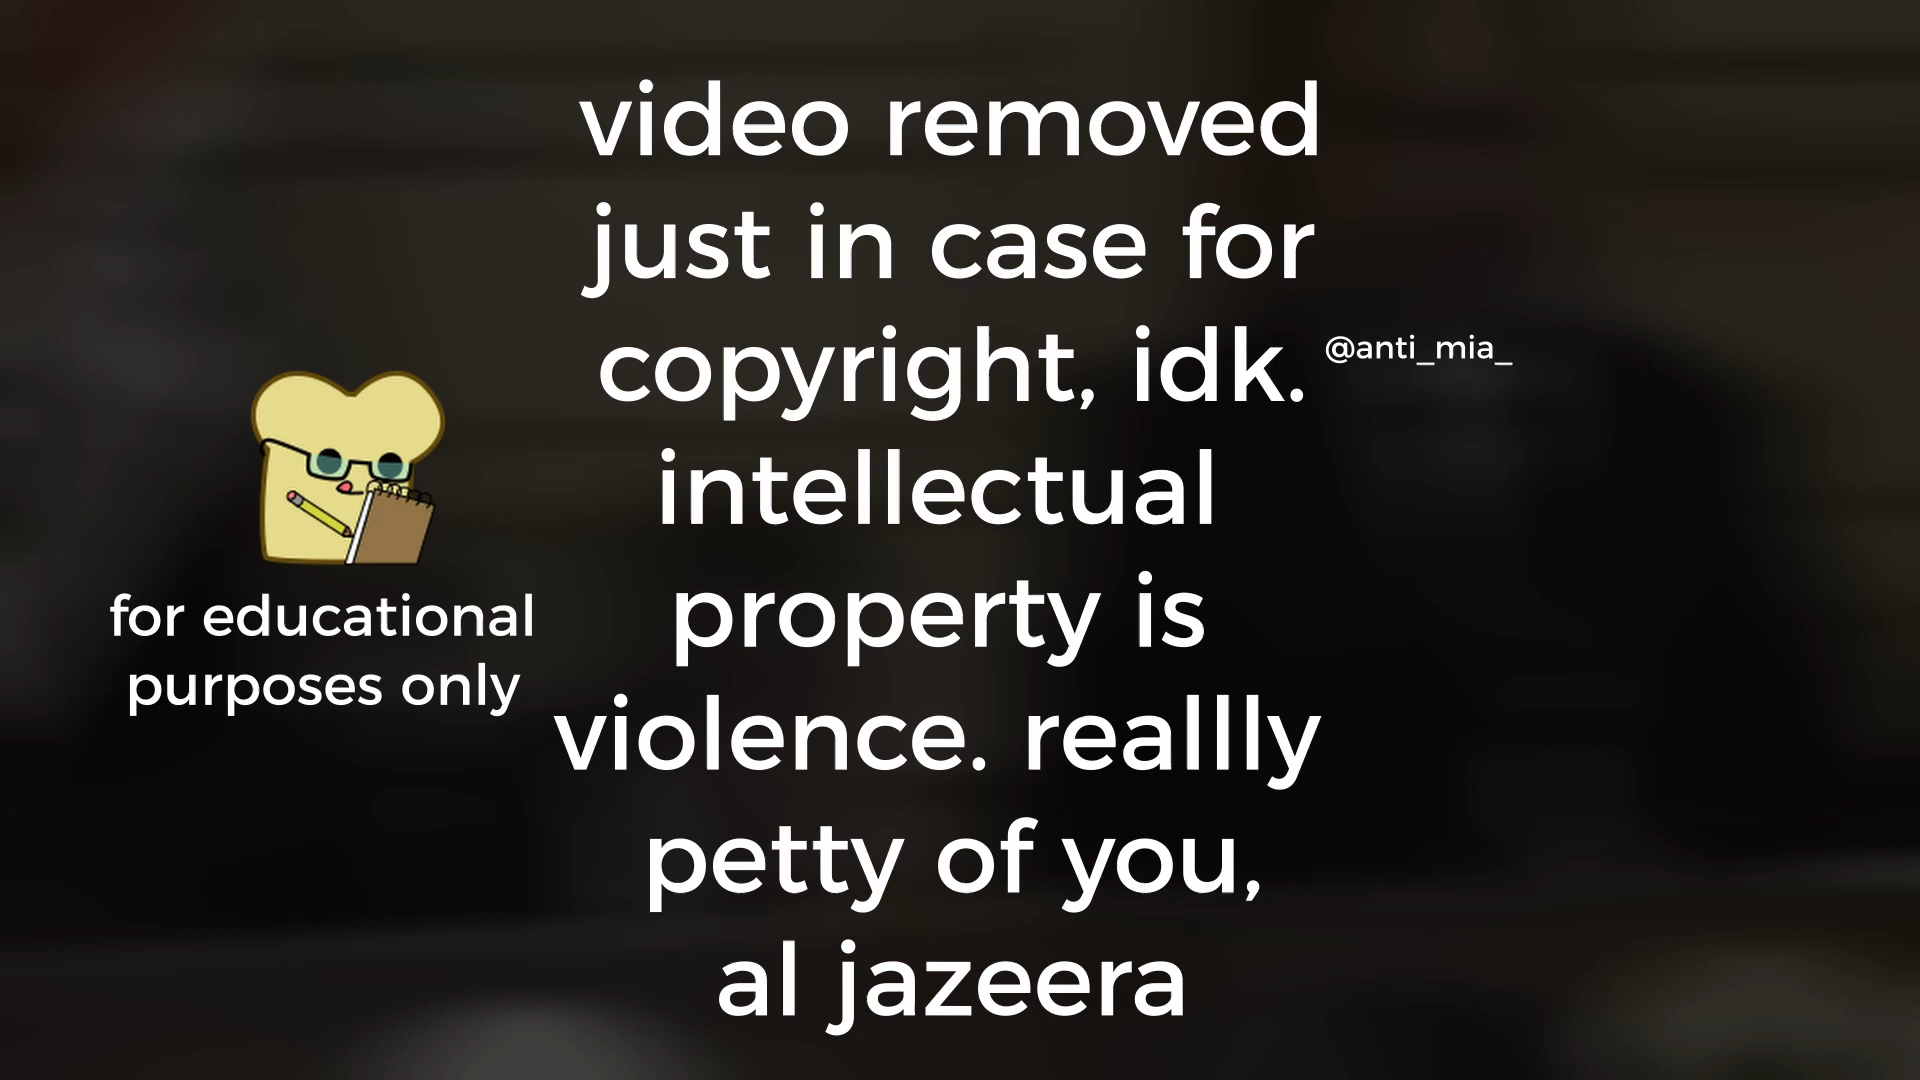 video removed
just in case for
copyright, idk.
@anti_mia_
intellectual
property is
violence. reallly
petty of you,
al jazeera
for educational
purposes only